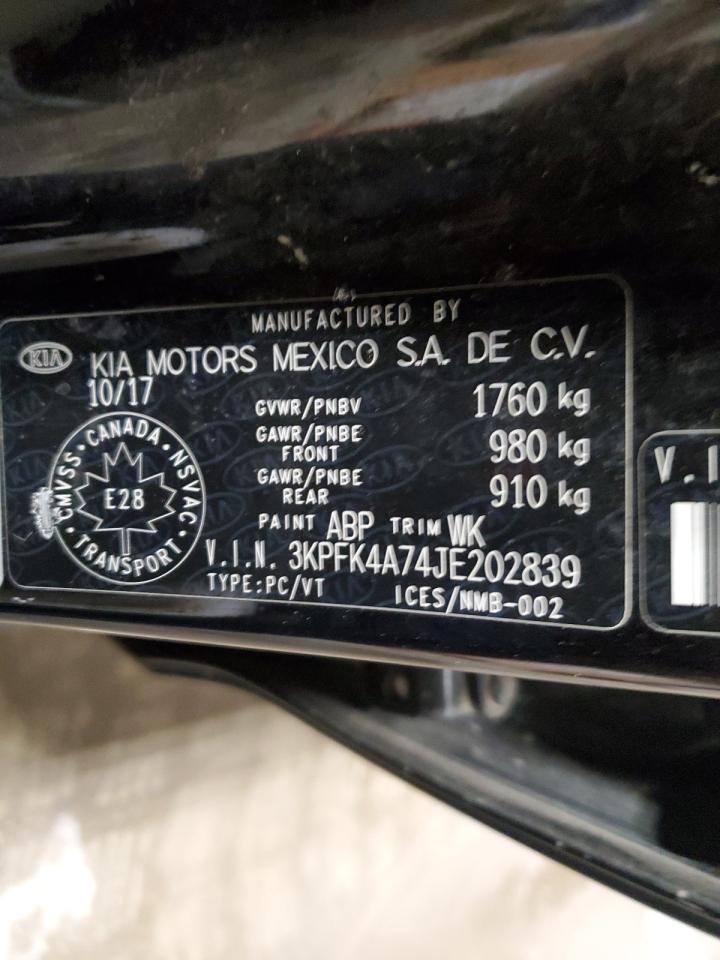 MANUFACTURED BY
KIA KIA MOTORS MEXICO S.A. DE C.V.
10/17
GVWR/PNBV 1760 kg
GAWR/PNBE FRONT 980 kg
GAWR/PNBE REAR 910 kg
CMVSS · CANADA · NSVAC · TRANSPORT ·
E28
PAINT ABP TRIM WK
V.I.N. 3KPFK4A74JE202839
TYPE:PC/VT ICES/NMB-002
V.I